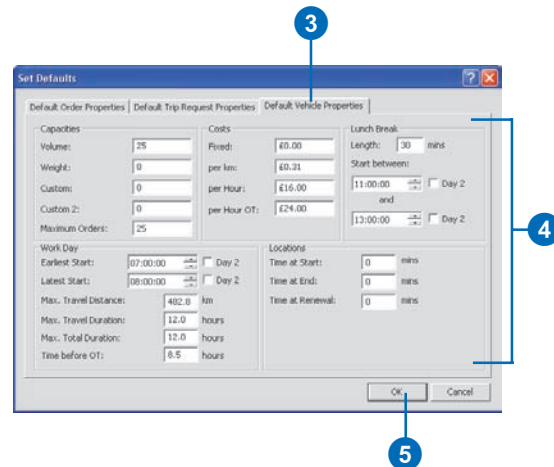 3
Set Defaults
Default Order Properties Default Trip Request Properties Default Vehicle Properties
Capacities
Volume: 25
Weight: 0
Custom: 0
Custom 2: 0
Maximum Orders: 25
Costs
Fixed: £0.00
per km: £0.31
per Hour: £16.00
per Hour OT: £24.00
Lunch Break
Length: 30 mins
Start between:
11:00:00 Day 2
and
13:00:00 Day 2
4
Work Day
Earliest Start: 07:00:00 Day 2
Latest Start: 08:00:00 Day 2
Max. Travel Distance: 482.8 km
Max. Travel Duration: 12.0 hours
Max. Total Duration: 12.0 hours
Time before OT: 8.5 hours
Locations
Time at Start: 0 mins
Time at End: 0 mins
Time at Renewal: 0 mins
OK Cancel
5